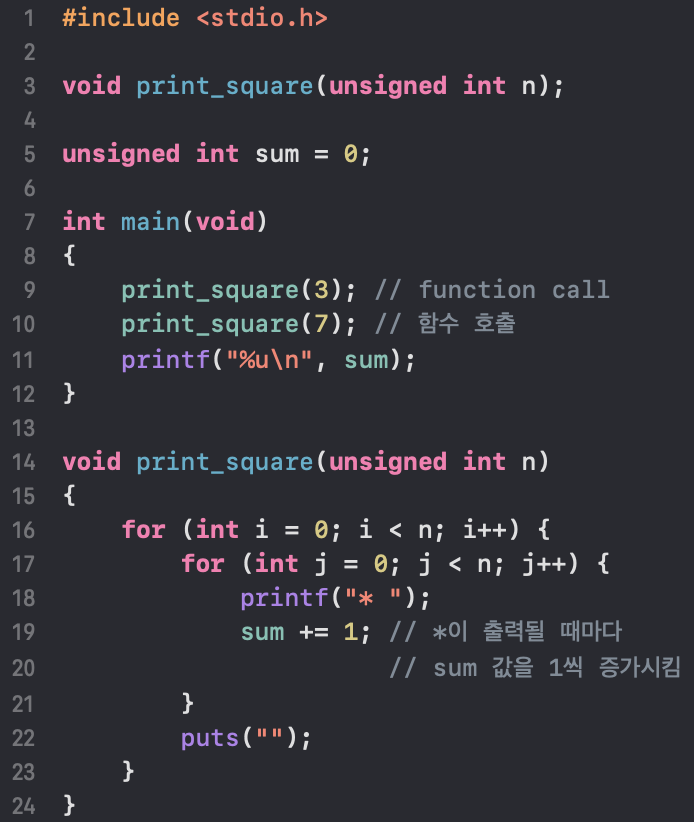 1 #include <stdio.h>
2
3 void print_square(unsigned int n);
4
5 unsigned int sum = 0;
6
7 int main(void)
8 {
9     print_square(3); // function call
10     print_square(7); // 함수 호출
11     printf("%u\n", sum);
12 }
13
14 void print_square(unsigned int n)
15 {
16     for (int i = 0; i < n; i++) {
17         for (int j = 0; j < n; j++) {
18             printf("* ");
19             sum += 1; // *이 출력될 때마다
20                       // sum 값을 1씩 증가시킴
21         }
22         puts("");
23     }
24 }